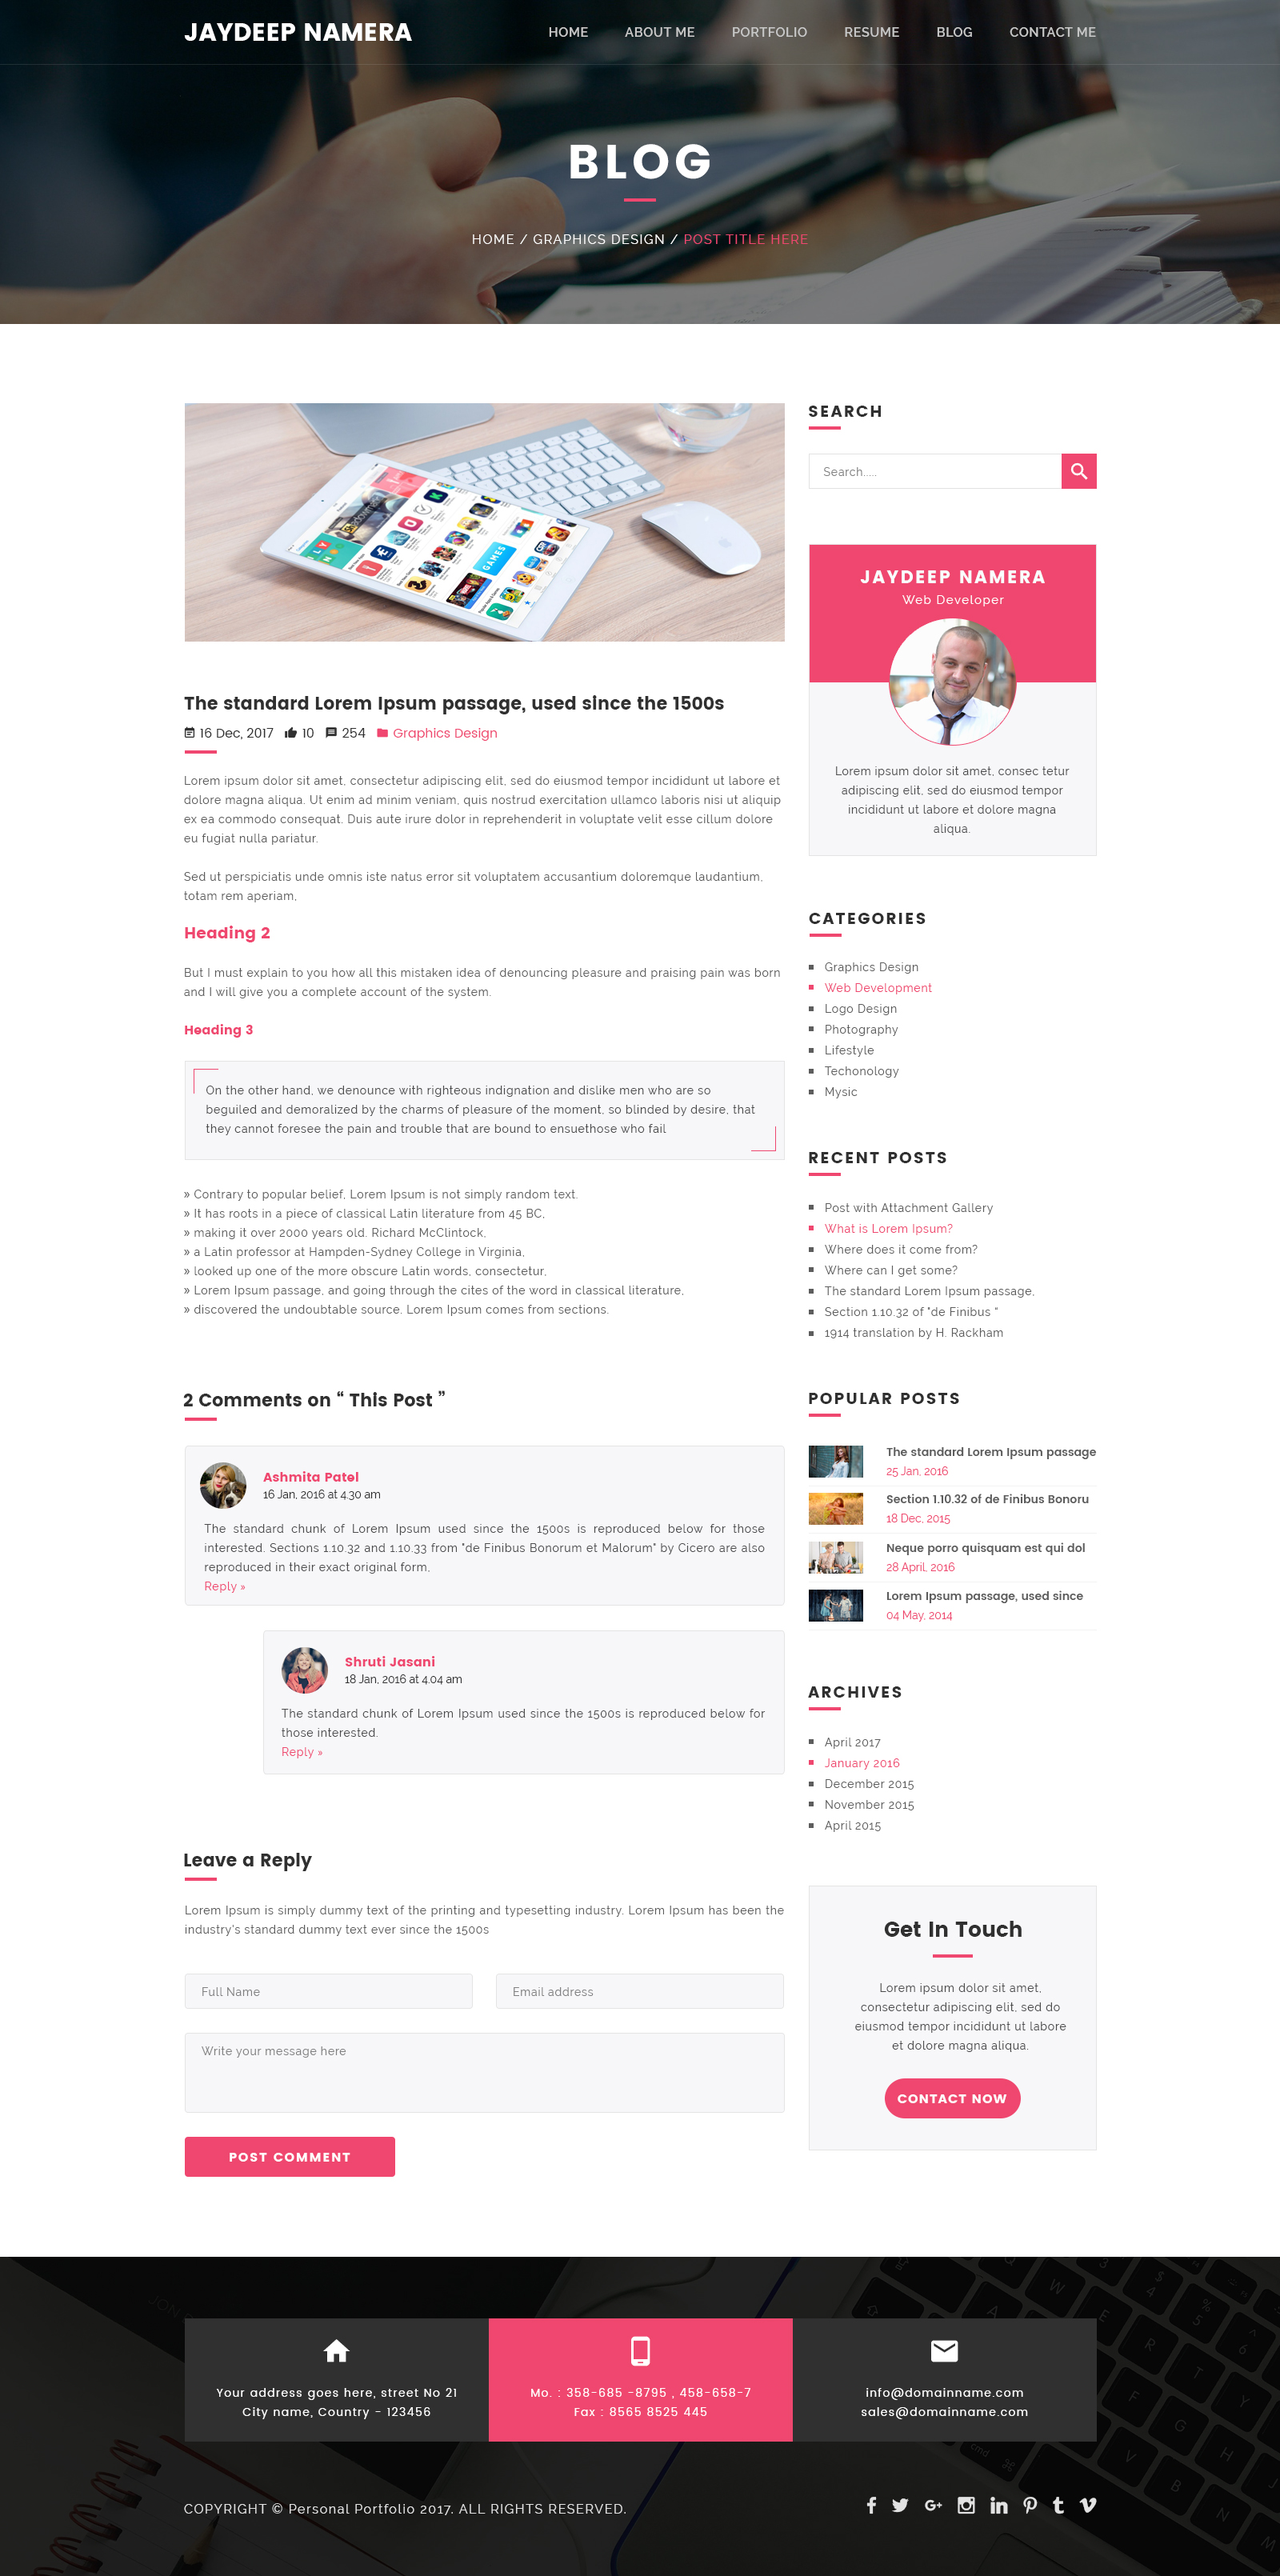 JAYDEEP NAMERA
HOME ABOUT ME PORTFOLIO RESUME BLOG CONTACT ME
BLOG
HOME / GRAPHICS DESIGN / POST TITLE HERE
The standard Lorem Ipsum passage, used since the 1500s
16 Dec, 2017 10 254 Graphics Design
Lorem ipsum dolor sit amet, consectetur adipiscing elit, sed do eiusmod tempor incididunt ut labore et
dolore magna aliqua. Ut enim ad minim veniam, quis nostrud exercitation ullamco laboris nisi ut aliquip
ex ea commodo consequat. Duis aute irure dolor in reprehenderit in voluptate velit esse cillum dolore
eu fugiat nulla pariatur.
Sed ut perspiciatis unde omnis iste natus error sit voluptatem accusantium doloremque laudantium,
totam rem aperiam,
Heading 2
But I must explain to you how all this mistaken idea of denouncing pleasure and praising pain was born
and I will give you a complete account of the system.
Heading 3
On the other hand, we denounce with righteous indignation and dislike men who are so
beguiled and demoralized by the charms of pleasure of the moment, so blinded by desire, that
they cannot foresee the pain and trouble that are bound to ensuethose who fail
» Contrary to popular belief, Lorem Ipsum is not simply random text.
» It has roots in a piece of classical Latin literature from 45 BC,
» making it over 2000 years old. Richard McClintock,
» a Latin professor at Hampden-Sydney College in Virginia,
» looked up one of the more obscure Latin words, consectetur,
» Lorem Ipsum passage, and going through the cites of the word in classical literature,
» discovered the undoubtable source. Lorem Ipsum comes from sections.
2 Comments on “ This Post ”
Ashmita Patel
16 Jan, 2016 at 4.30 am
The standard chunk of Lorem Ipsum used since the 1500s is reproduced below for those
interested. Sections 1.10.32 and 1.10.33 from "de Finibus Bonorum et Malorum" by Cicero are also
reproduced in their exact original form,
Reply »
Shruti Jasani
18 Jan, 2016 at 4.04 am
The standard chunk of Lorem Ipsum used since the 1500s is reproduced below for
those interested.
Reply »
Leave a Reply
Lorem Ipsum is simply dummy text of the printing and typesetting industry. Lorem Ipsum has been the
industry's standard dummy text ever since the 1500s
Full Name
Email address
Write your message here
POST COMMENT
SEARCH
Search.....
JAYDEEP NAMERA
Web Developer
Lorem ipsum dolor sit amet, consec tetur
adipiscing elit, sed do eiusmod tempor
incididunt ut labore et dolore magna
aliqua.
CATEGORIES
Graphics Design
Web Development
Logo Design
Photography
Lifestyle
Techonology
Mysic
RECENT POSTS
Post with Attachment Gallery
What is Lorem Ipsum?
Where does it come from?
Where can I get some?
The standard Lorem Ipsum passage,
Section 1.10.32 of "de Finibus "
1914 translation by H. Rackham
POPULAR POSTS
The standard Lorem Ipsum passage
25 Jan, 2016
Section 1.10.32 of de Finibus Bonoru
18 Dec, 2015
Neque porro quisquam est qui dol
28 April, 2016
Lorem Ipsum passage, used since
04 May, 2014
ARCHIVES
April 2017
January 2016
December 2015
November 2015
April 2015
Get In Touch
Lorem ipsum dolor sit amet,
consectetur adipiscing elit, sed do
eiusmod tempor incididunt ut labore
et dolore magna aliqua.
CONTACT NOW
Your address goes here, street No 21
City name, Country - 123456
Mo. : 358-685 -8795 , 458-658-7
Fax : 8565 8525 445
info@domainname.com
sales@domainname.com
COPYRIGHT © Personal Portfolio 2017. ALL RIGHTS RESERVED.